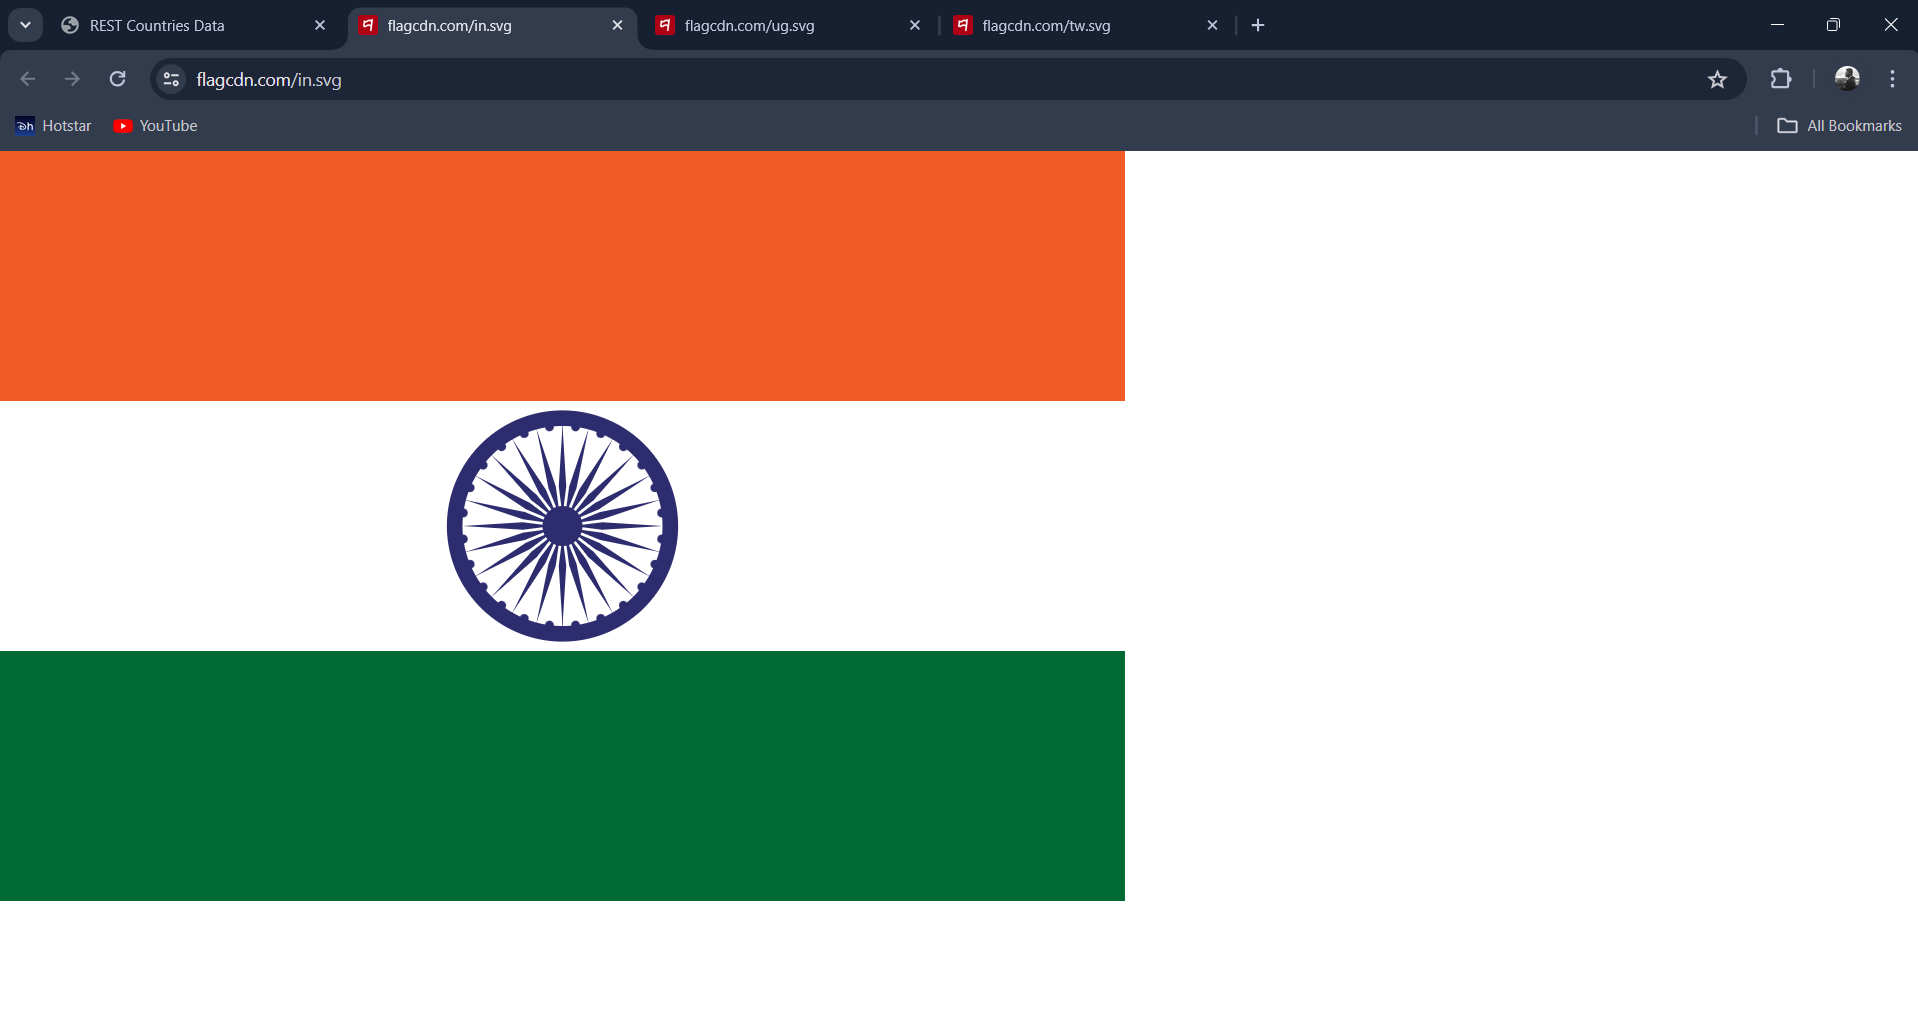 REST Countries Data
flagcdn.com/in.svg
flagcdn.com/ug.svg
flagcdn.com/tw.svg
flagcdn.com/in.svg
Hotstar
YouTube
All Bookmarks